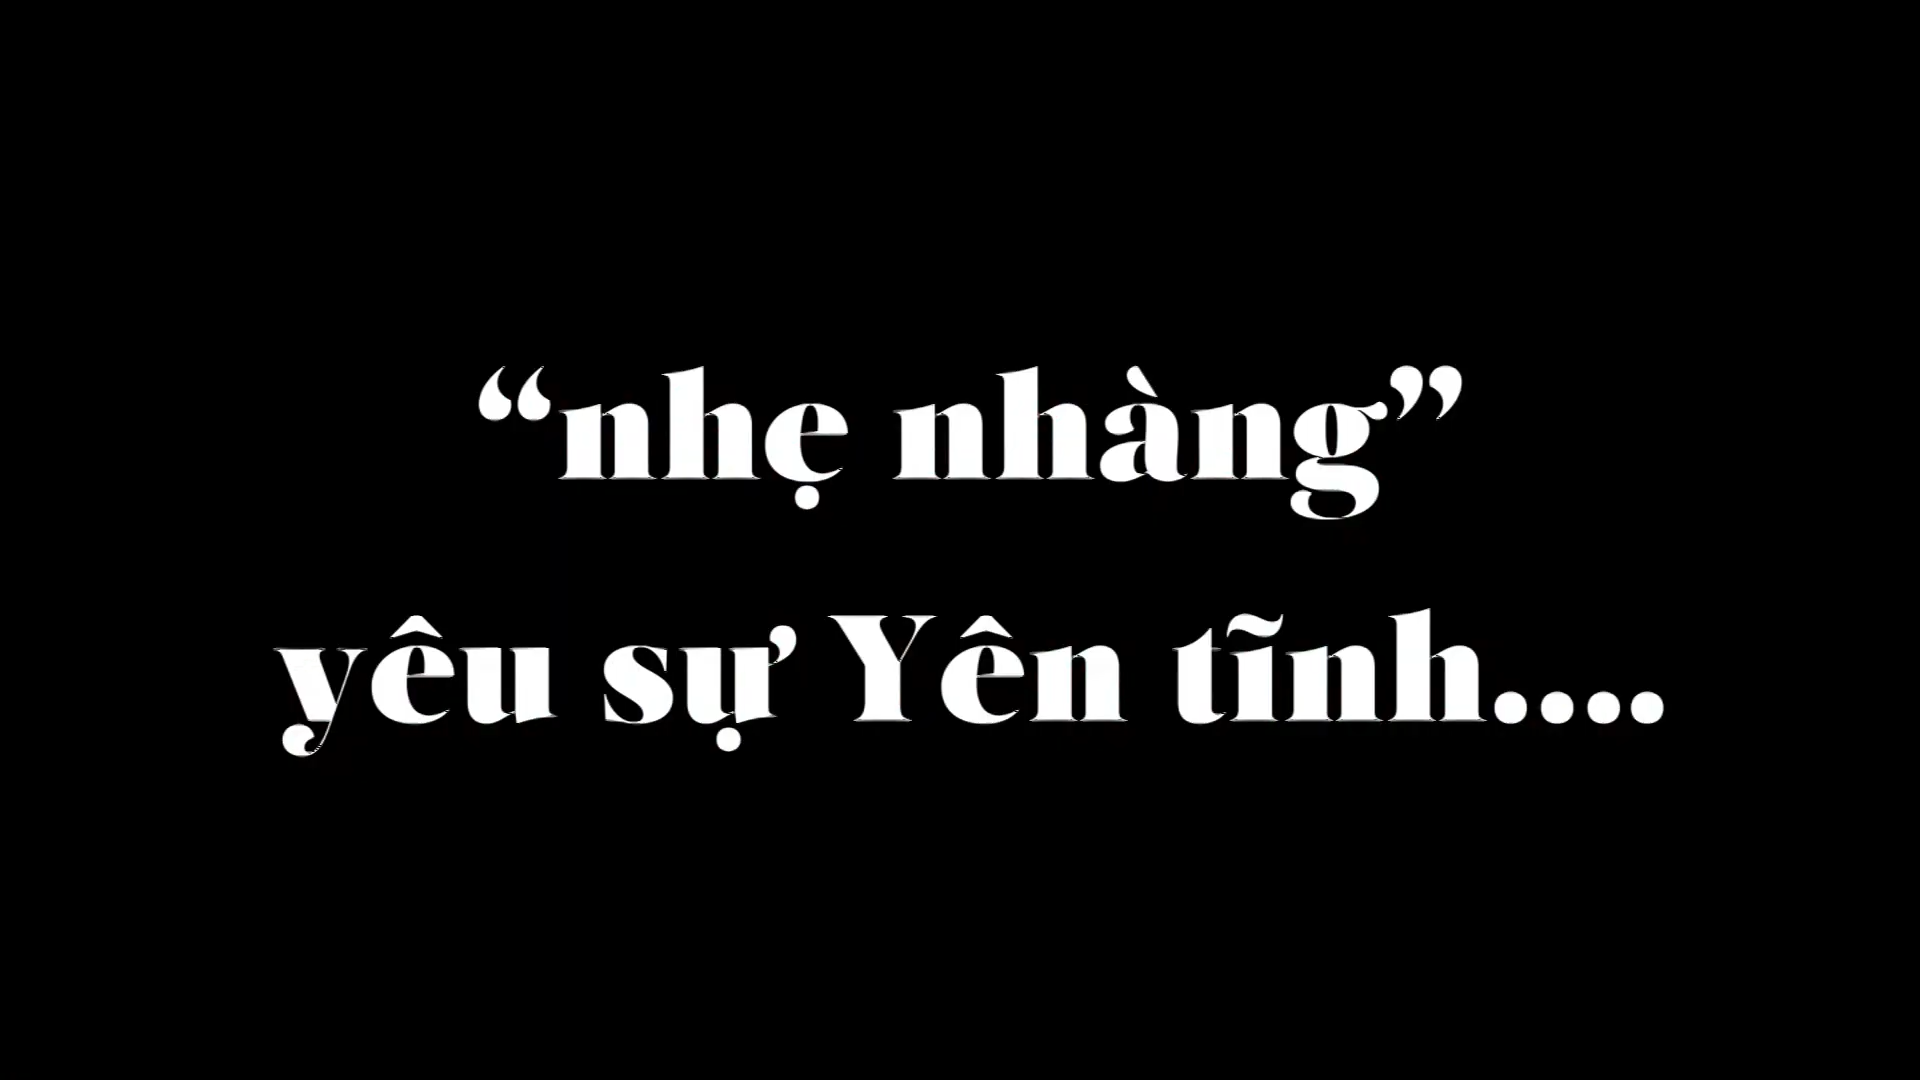 “nhẹ nhàng”
yêu sự Yên tĩnh....